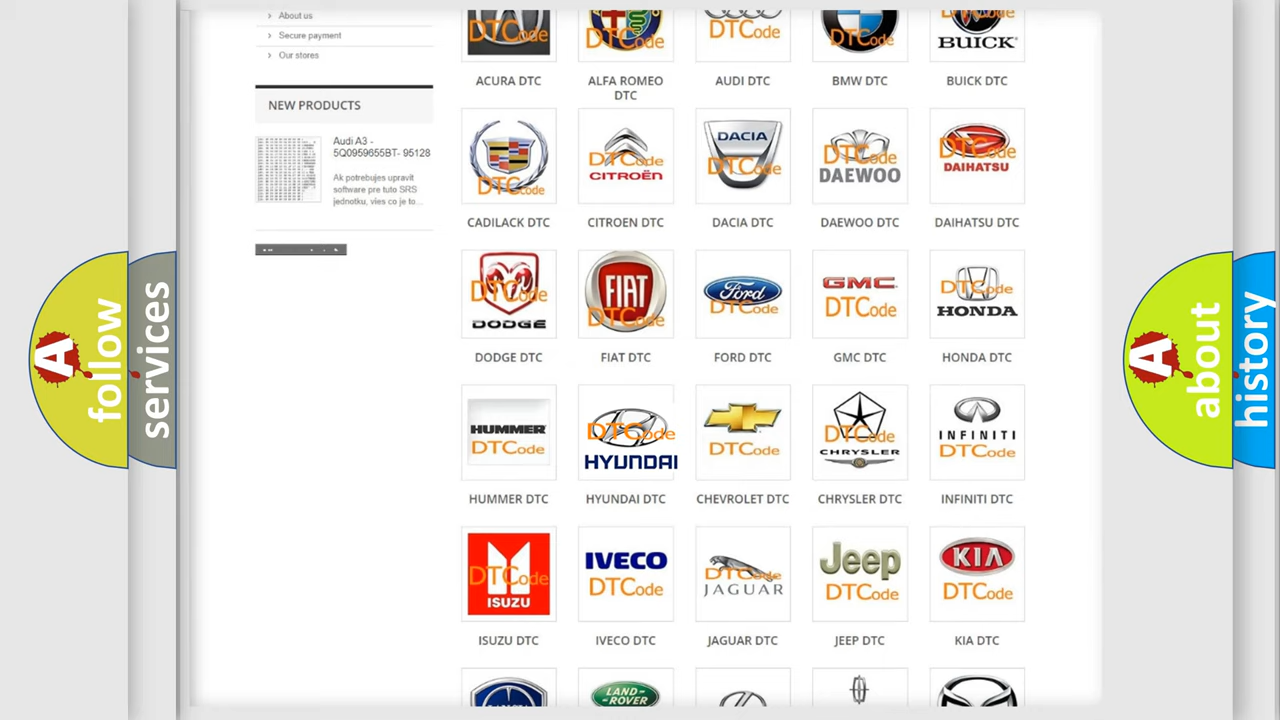 About us
Secure payment
Our stores
NEW PRODUCTS
Audi A3 -
5Q0959655BT- 95128
Ak potrebujes upravit
software pre tuto SRS
jednotku, vies co je to...
DTCode DTCode DTCode DTCode BUICK
ACURA DTC ALFA ROMEO DTC AUDI DTC BMW DTC BUICK DTC
DTCode DTCode CITROËN DACIA DTCode DTCode DAEWOO DTCode DAIHATSU
CADILACK DTC CITROEN DTC DACIA DTC DAEWOO DTC DAIHATSU DTC
DTCode DODGE FIAT DTCode Ford DTCode GMC DTCode DTCode HONDA
DODGE DTC FIAT DTC FORD DTC GMC DTC HONDA DTC
HUMMER DTCode DTCode HYUNDAI DTCode DTCode CHRYSLER INFINITI DTCode
HUMMER DTC HYUNDAI DTC CHEVROLET DTC CHRYSLER DTC INFINITI DTC
DTCode ISUZU IVECO DTCode DTCode JAGUAR Jeep DTCode KIA DTCode
ISUZU DTC IVECO DTC JAGUAR DTC JEEP DTC KIA DTC
LAND-ROVER
A follow
services
A about
history